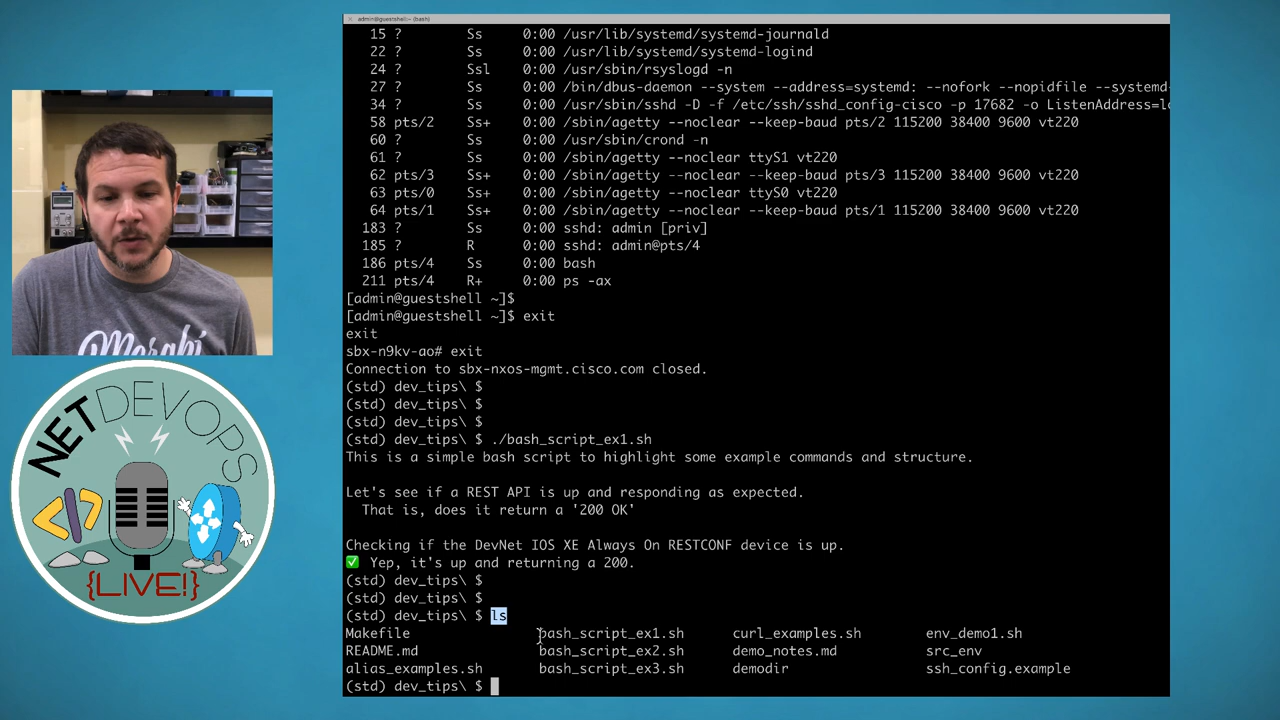 admin@guestshell:~ (bash)
15 ? Ss 0:00 /usr/lib/systemd/systemd-journald
22 ? Ss 0:00 /usr/lib/systemd/systemd-logind
24 ? Ssl 0:00 /usr/sbin/rsyslogd -n
27 ? Ss 0:00 /bin/dbus-daemon --system --address=systemd: --nofork --nopidfile --systemd-
34 ? Ss 0:00 /usr/sbin/sshd -D -f /etc/ssh/sshd_config-cisco -p 17682 -o ListenAddress=lo
58 pts/2 Ss+ 0:00 /sbin/agetty --noclear --keep-baud pts/2 115200 38400 9600 vt220
60 ? Ss 0:00 /usr/sbin/crond -n
61 ? Ss 0:00 /sbin/agetty --noclear ttyS1 vt220
62 pts/3 Ss+ 0:00 /sbin/agetty --noclear --keep-baud pts/3 115200 38400 9600 vt220
63 pts/0 Ss+ 0:00 /sbin/agetty --noclear ttyS0 vt220
64 pts/1 Ss+ 0:00 /sbin/agetty --noclear --keep-baud pts/1 115200 38400 9600 vt220
183 ? Ss 0:00 sshd: admin [priv]
185 ? R 0:00 sshd: admin@pts/4
186 pts/4 Ss 0:00 bash
211 pts/4 R+ 0:00 ps -ax
[admin@guestshell ~]$
[admin@guestshell ~]$ exit
exit
sbx-n9kv-ao# exit
Connection to sbx-nxos-mgmt.cisco.com closed.
(std) dev_tips\ $
(std) dev_tips\ $
(std) dev_tips\ $
(std) dev_tips\ $ ./bash_script_ex1.sh
This is a simple bash script to highlight some example commands and structure.
Let's see if a REST API is up and responding as expected.
That is, does it return a '200 OK'
Checking if the DevNet IOS XE Always On RESTCONF device is up.
✅ Yep, it's up and returning a 200.
(std) dev_tips\ $
(std) dev_tips\ $
(std) dev_tips\ $ ls
Makefile bash_script_ex1.sh curl_examples.sh env_demo1.sh
README.md bash_script_ex2.sh demo_notes.md src_env
alias_examples.sh bash_script_ex3.sh demodir ssh_config.example
(std) dev_tips\ $
NETDEVOPS
{LIVE!}